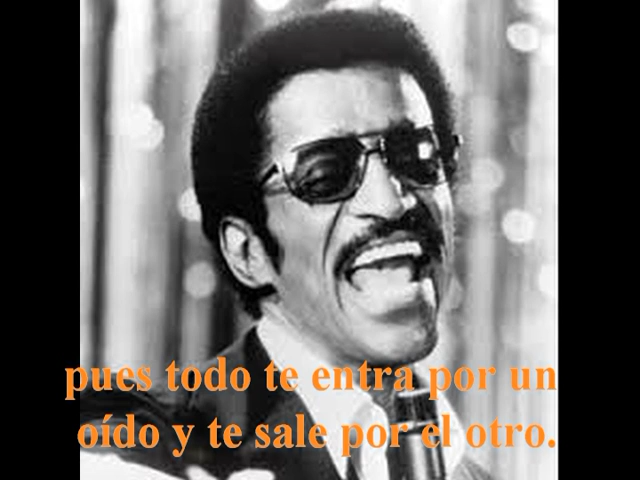 pues todo te entra por un
oído y te sale por el otro.